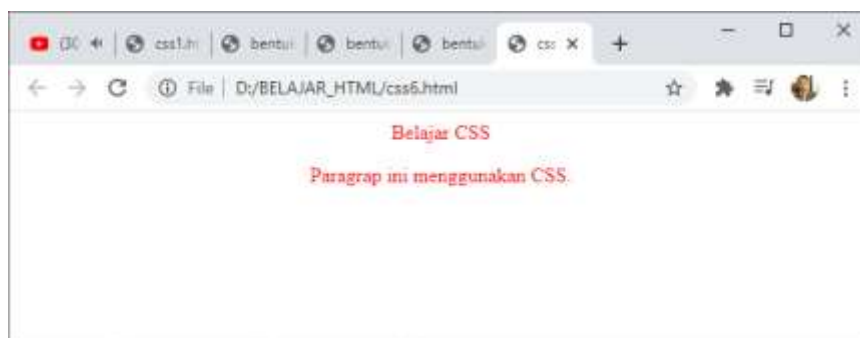 css1.h
bentu
bentu
bentu
css
File | D:/BELAJAR_HTML/css6.html
Belajar CSS
Paragrap ini menggunakan CSS.